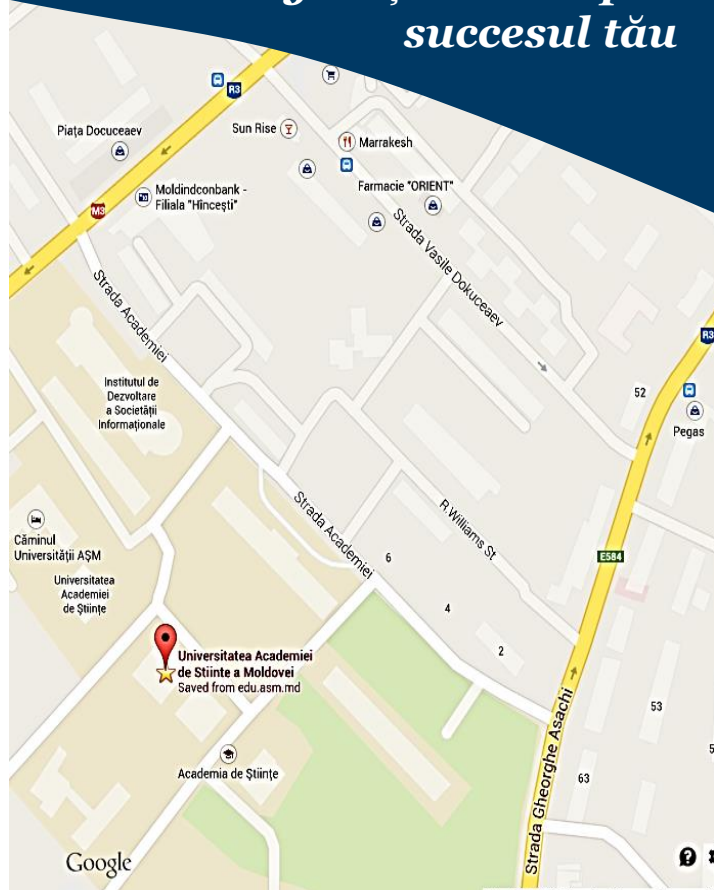 succesul tău
R3
Piața Docuceaev
Sun Rise
Marrakesh
Moldindconbank -
Filiala "Hîncești"
Farmacie "ORIENT"
M3
Strada Vasile Dokuceaev
Strada Academiei
R3
Institutul de
Dezvoltare
a Societății
Informaționale
52
Pegas
Strada Academiei
R.Williams St
Căminul
Universității AȘM
6
E584
Universitatea
Academiei
de Științe
4
2
Universitatea Academiei
de Stiinte a Moldovei
Saved from edu.asm.md
53
Strada Gheorghe Asachi
63
Academia de Științe
Google